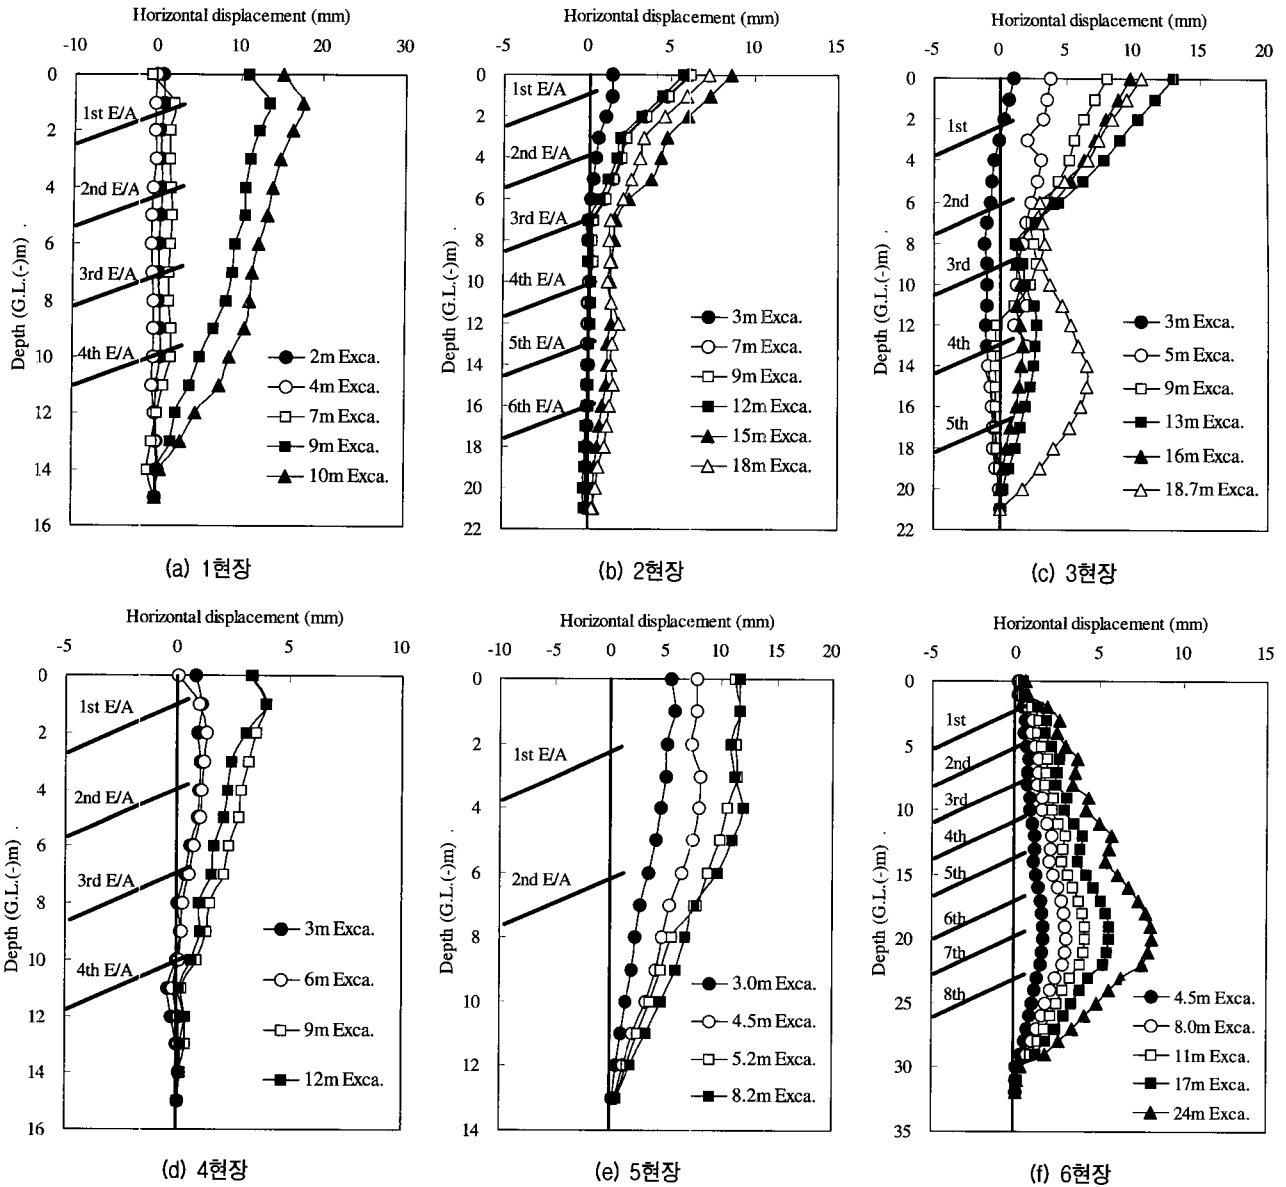 Horizontal displacement (mm)
-10 0 10 20 30
0
2
4
6
8
10
12
14
16
Depth (G.L.(-)m)
1st E/A
2nd E/A
3rd E/A
4th E/A
2m Exca.
4m Exca.
7m Exca.
9m Exca.
10m Exca.
(a) 1현장
Horizontal displacement (mm)
-5 0 5 10 15
0
2
4
6
8
10
12
14
16
18
20
22
Depth (G.L.(-)m)
1st E/A
2nd E/A
3rd E/A
4th E/A
5th E/A
6th E/A
3m Exca.
7m Exca.
9m Exca.
12m Exca.
15m Exca.
18m Exca.
(b) 2현장
Horizontal displacement (mm)
-5 0 5 10 15 20
0
2
4
6
8
10
12
14
16
18
20
22
Depth (G.L.(-)m)
1st
2nd
3rd
4th
5th
3m Exca.
5m Exca.
9m Exca.
13m Exca.
16m Exca.
18.7m Exca.
(c) 3현장
Horizontal displacement (mm)
-5 0 5 10
0
2
4
6
8
10
12
14
16
Depth (G.L.(-)m)
1st E/A
2nd E/A
3rd E/A
4th E/A
3m Exca.
6m Exca.
9m Exca.
12m Exca.
(d) 4현장
Horizontal displacement (mm)
-10 -5 0 5 10 15 20
0
2
4
6
8
10
12
14
Depth (G.L.(-)m)
1st E/A
2nd E/A
3.0m Exca.
4.5m Exca.
5.2m Exca.
8.2m Exca.
(e) 5현장
Horizontal displacement (mm)
-5 0 5 10 15
0
5
10
15
20
25
30
35
Depth (G.L.(-)m)
1st
2nd
3rd
4th
5th
6th
7th
8th
4.5m Exca.
8.0m Exca.
11m Exca.
17m Exca.
24m Exca.
(f) 6현장